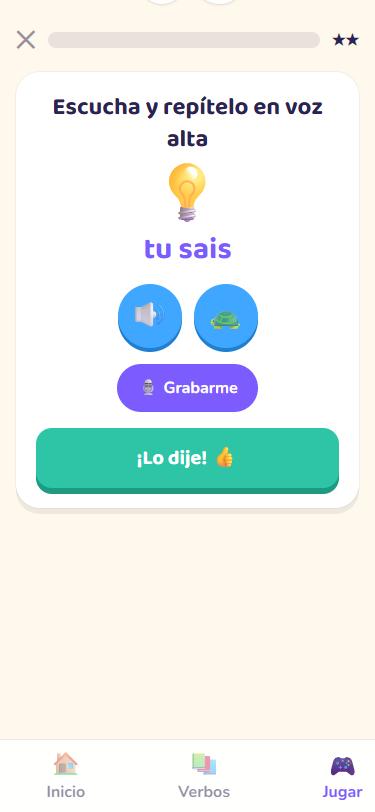 Escucha y repítelo en voz
alta
tu sais
Grabarme
¡Lo dije! 👍
Inicio
Verbos
Jugar